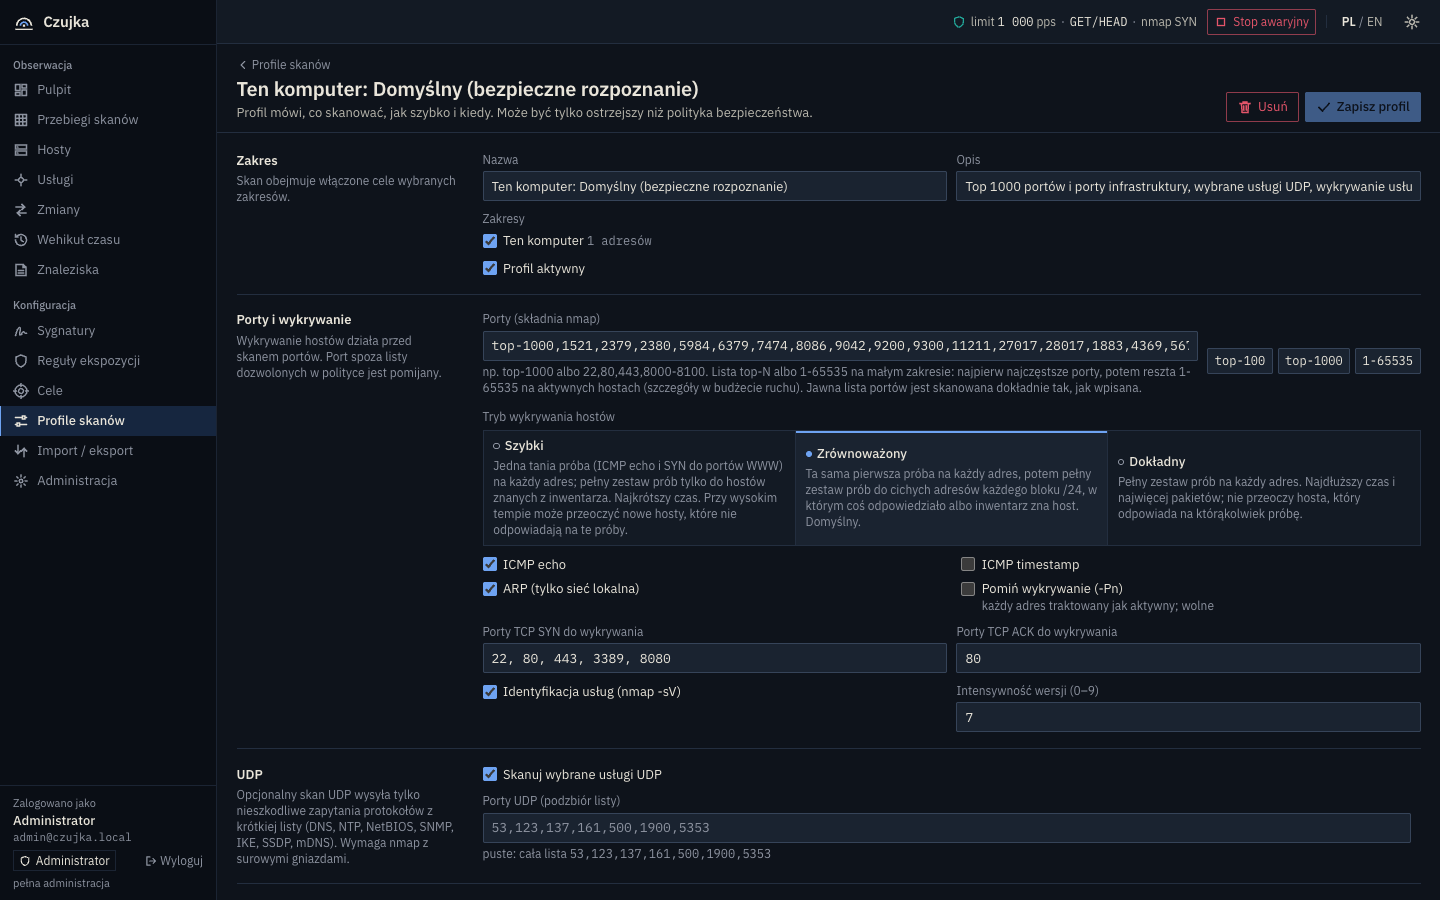 Czujka
limit 1 000 pps · GET/HEAD · nmap SYN
Stop awaryjny
PL / EN
Obserwacja
Pulpit
Przebiegi skanów
Hosty
Usługi
Zmiany
Wehikuł czasu
Znaleziska
Konfiguracja
Sygnatury
Reguły ekspozycji
Cele
Profile skanów
Import / eksport
Administracja
Zalogowano jako
Administrator
admin@czujka.local
Administrator
Wyloguj
pełna administracja
Profile skanów
Ten komputer: Domyślny (bezpieczne rozpoznanie)
Profil mówi, co skanować, jak szybko i kiedy. Może być tylko ostrzejszy niż polityka bezpieczeństwa.
Usuń
Zapisz profil
Zakres
Skan obejmuje włączone cele wybranych
zakresów.
Nazwa
Ten komputer: Domyślny (bezpieczne rozpoznanie)
Opis
Top 1000 portów i porty infrastruktury, wybrane usługi UDP, wykrywanie usłu
Zakresy
Ten komputer 1 adresów
Profil aktywny
Porty i wykrywanie
Wykrywanie hostów działa przed
skanem portów. Port spoza listy
dozwolonych w polityce jest pomijany.
Porty (składnia nmap)
top-1000,1521,2379,2380,5984,6379,7474,8086,9042,9200,9300,11211,27017,28017,1883,4369,567
top-100
top-1000
1-65535
np. top-1000 albo 22,80,443,8000-8100. Lista top-N albo 1-65535 na małym zakresie: najpierw najczęstsze porty, potem reszta 1-
65535 na aktywnych hostach (szczegóły w budżecie ruchu). Jawna lista portów jest skanowana dokładnie tak, jak wpisana.
Tryb wykrywania hostów
Szybki
Jedna tania próba (ICMP echo i SYN do portów WWW)
na każdy adres; pełny zestaw prób tylko do hostów
znanych z inwentarza. Najkrótszy czas. Przy wysokim
tempie może przeoczyć nowe hosty, które nie
odpowiadają na te próby.
Zrównoważony
Ta sama pierwsza próba na każdy adres, potem pełny
zestaw prób do cichych adresów każdego bloku /24, w
którym coś odpowiedziało albo inwentarz zna host.
Domyślny.
Dokładny
Pełny zestaw prób na każdy adres. Najdłuższy czas i
najwięcej pakietów; nie przeoczy hosta, który
odpowiada na którąkolwiek próbę.
ICMP echo
ICMP timestamp
ARP (tylko sieć lokalna)
Pomiń wykrywanie (-Pn)
każdy adres traktowany jak aktywny; wolne
Porty TCP SYN do wykrywania
22, 80, 443, 3389, 8080
Porty TCP ACK do wykrywania
80
Identyfikacja usług (nmap -sV)
Intensywność wersji (0–9)
7
UDP
Opcjonalny skan UDP wysyła tylko
nieszkodliwe zapytania protokołów z
krótkiej listy (DNS, NTP, NetBIOS, SNMP,
IKE, SSDP, mDNS). Wymaga nmap z
surowymi gniazdami.
Skanuj wybrane usługi UDP
Porty UDP (podzbiór listy)
53,123,137,161,500,1900,5353
puste: cała lista 53,123,137,161,500,1900,5353